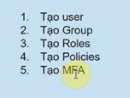 1. Tạo user
2. Tạo Group
3. Tạo Roles
4. Tạo Policies
5. Tạo MFA